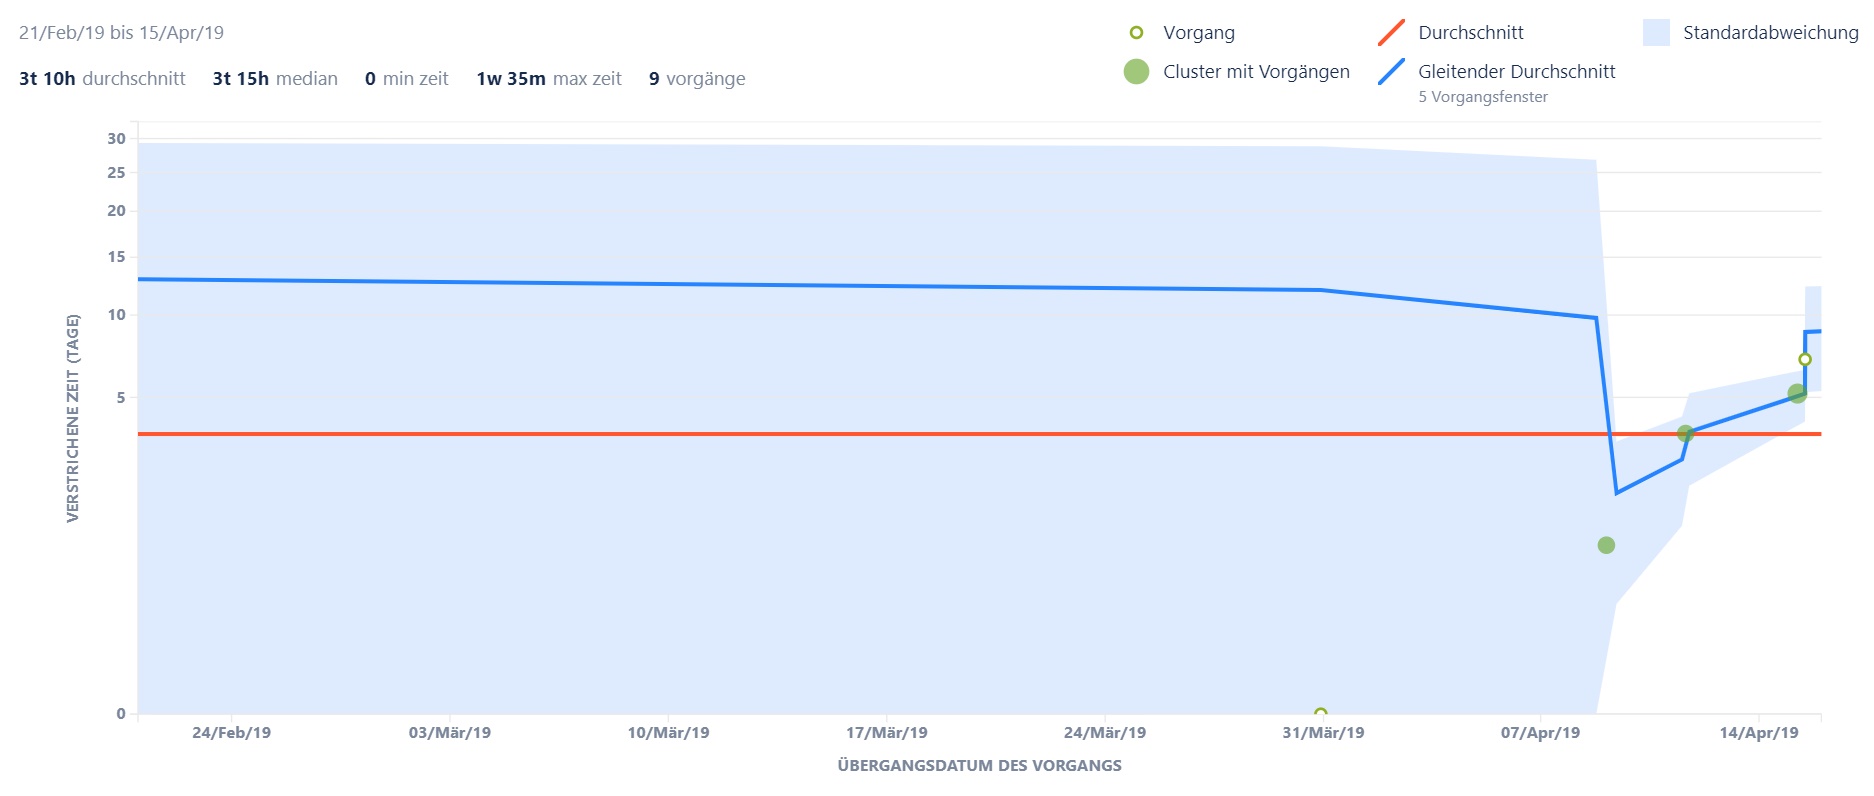 21/Feb/19 bis 15/Apr/19
3t 10h durchschnitt 3t 15h median 0 min zeit 1w 35m max zeit 9 vorgänge
Vorgang
Durchschnitt
Standardabweichung
Cluster mit Vorgängen
Gleitender Durchschnitt
5 Vorgangsfenster
30
25
20
15
10
5
0
VERSTRICHENE ZEIT (TAGE)
24/Feb/19 03/Mär/19 10/Mär/19 17/Mär/19 24/Mär/19 31/Mär/19 07/Apr/19 14/Apr/19
ÜBERGANGSDATUM DES VORGANGS